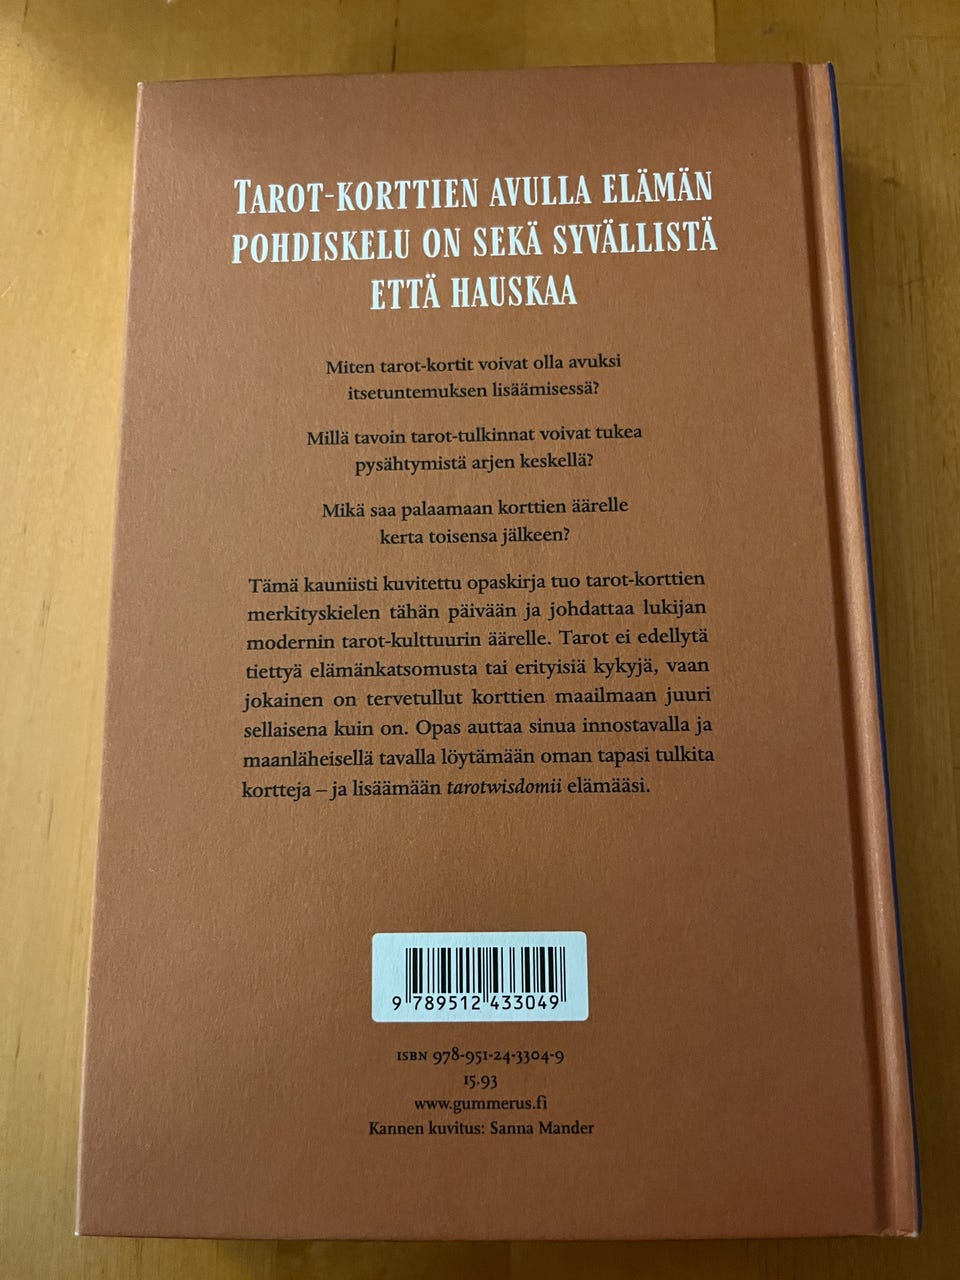 TAROT-KORTTIEN AVULLA ELÄMÄN
POHDISKELU ON SEKÄ SYVÄLLISTÄ
ETTÄ HAUSKAA
Miten tarot-kortit voivat olla avuksi
itsetuntemuksen lisäämisessä?
Millä tavoin tarot-tulkinnat voivat tukea
pysähtymistä arjen keskellä?
Mikä saa palaamaan korttien äärelle
kerta toisensa jälkeen?
Tämä kauniisti kuvitettu opaskirja tuo tarot-korttien
merkityskielen tähän päivään ja johdattaa lukijan
modernin tarot-kulttuurin äärelle. Tarot ei edellytä
tiettyä elämänkatsomusta tai erityisiä kykyjä, vaan
jokainen on tervetullut korttien maailmaan juuri
sellaisena kuin on. Opas auttaa sinua innostavalla ja
maanläheisellä tavalla löytämään oman tapasi tulkita
kortteja – ja lisäämään tarotwisdomii elämääsi.
9 789512 433049
ISBN 978-951-24-3304-9
15.93
www.gummerus.fi
Kannen kuvitus: Sanna Mander